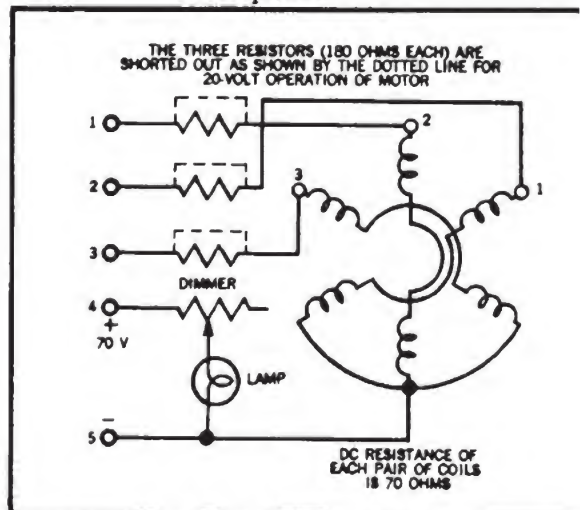 THE THREE RESISTORS (180 OHMS EACH) ARE
SHORTED OUT AS SHOWN BY THE DOTTED LINE FOR
20-VOLT OPERATION OF MOTOR
1
2
2
3
1
3
DIMMER
4
+
70 V
LAMP
-
5
DC RESISTANCE OF
EACH PAIR OF COILS
IS 70 OHMS